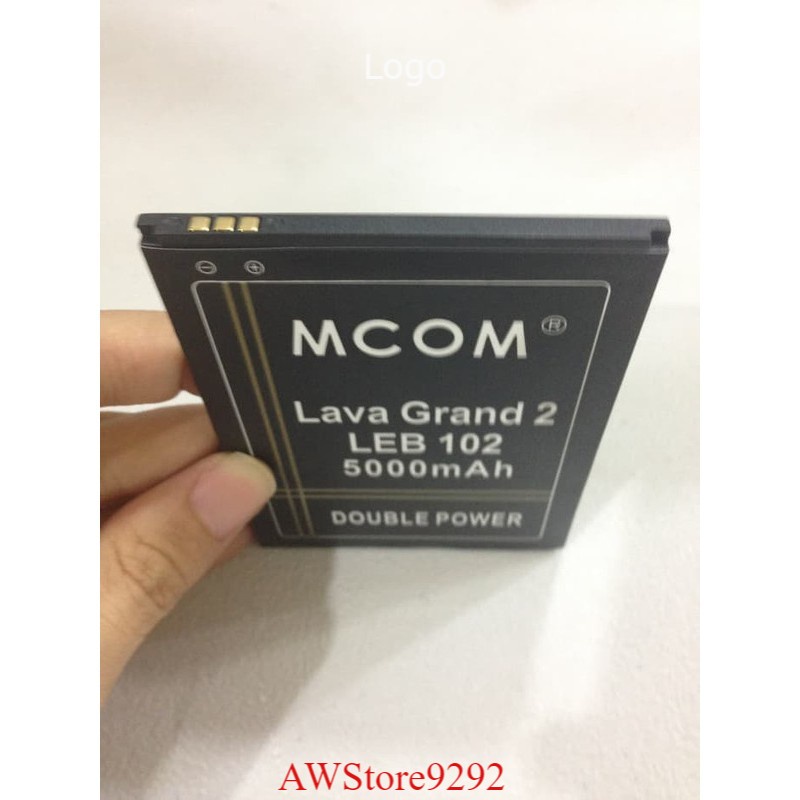 Logo
MCOM ®
Lava Grand 2
LEB 102
5000mAh
DOUBLE POWER
AWStore9292